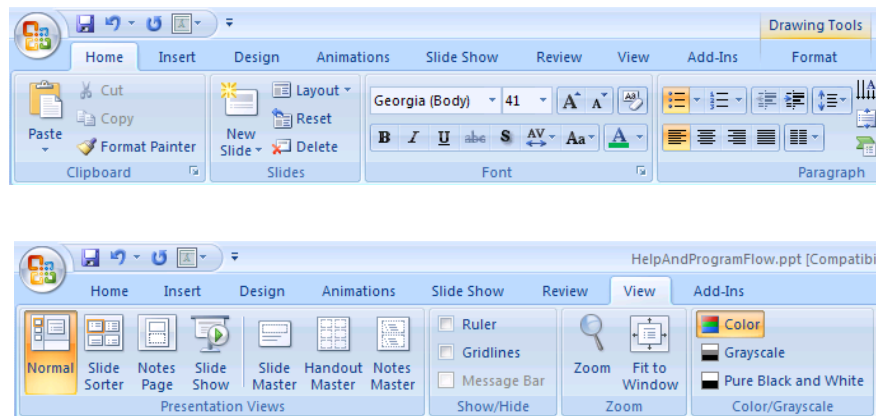 Drawing Tools
Home Insert Design Animations Slide Show Review View Add-Ins Format
Paste
Cut
Copy
Format Painter
Clipboard
New
Slide
Layout
Reset
Delete
Slides
Georgia (Body) 41 A A Aa
B I U abc S AV Aa A
Font
Paragraph
HelpAndProgramFlow.ppt [Compatibi
Home Insert Design Animations Slide Show Review View Add-Ins
Normal
Slide
Sorter
Notes
Page
Slide
Show
Slide
Master
Handout
Master
Notes
Master
Presentation Views
Ruler
Gridlines
Message Bar
Show/Hide
Zoom
Fit to
Window
Zoom
Color
Grayscale
Pure Black and White
Color/Grayscale